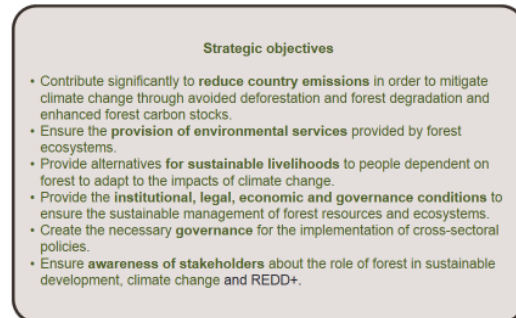 Strategic objectives
• Contribute significantly to reduce country emissions in order to mitigate
climate change through avoided deforestation and forest degradation and
enhanced forest carbon stocks.
• Ensure the provision of environmental services provided by forest
ecosystems.
• Provide alternatives for sustainable livelihoods to people dependent on
forest to adapt to the impacts of climate change.
• Provide the institutional, legal, economic and governance conditions to
ensure the sustainable management of forest resources and ecosystems.
• Create the necessary governance for the implementation of cross-sectoral
policies.
• Ensure awareness of stakeholders about the role of forest in sustainable
development, climate change and REDD+.